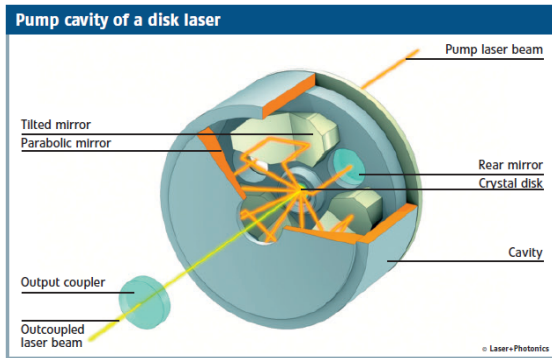 Pump cavity of a disk laser
Pump laser beam
Tilted mirror
Parabolic mirror
Rear mirror
Crystal disk
Cavity
Output coupler
Outcoupled
laser beam
© Laser+Photonics